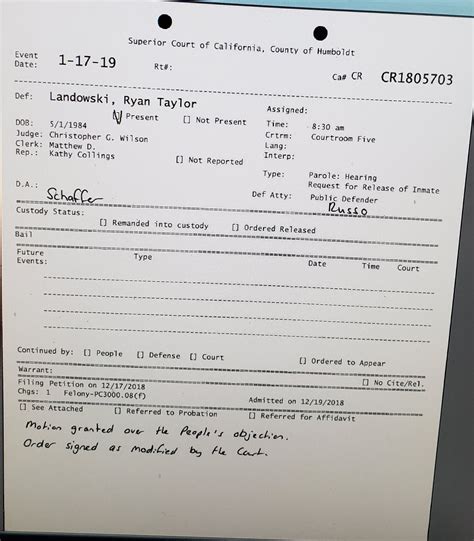 Superior Court of California, County of Humboldt
Event Date: 1-17-19 Rt#: Ca# CR CR1805703
Def: Landowski, Ryan Taylor Assigned:
[] Present [] Not Present Time: 8:30 am
DOB: 5/1/1984 Crtrm: Courtroom Five
Judge: Christopher G. Wilson Lang:
Clerk: Matthew D. Interp:
Rep.: Kathy Collings [] Not Reported
Type: Parole: Hearing
Request for Release of Inmate
D.A.: Schaffer Def Atty: Public Defender
Russo
Custody Status: [] Remanded into custody [] Ordered Released
Bail
Future Events: Type Date Time Court
Continued by: [] People [] Defense [] Court [] Ordered to Appear
Warrant: [] No Cite/Rel.
Filing Petition on 12/17/2018 Admitted on 12/19/2018
Chgs: 1 Felony-PC3000.08(f)
[] See Attached [] Referred to Probation [] Referred for Affidavit
Motion granted over the People's objection.
Order signed as modified by the Court.